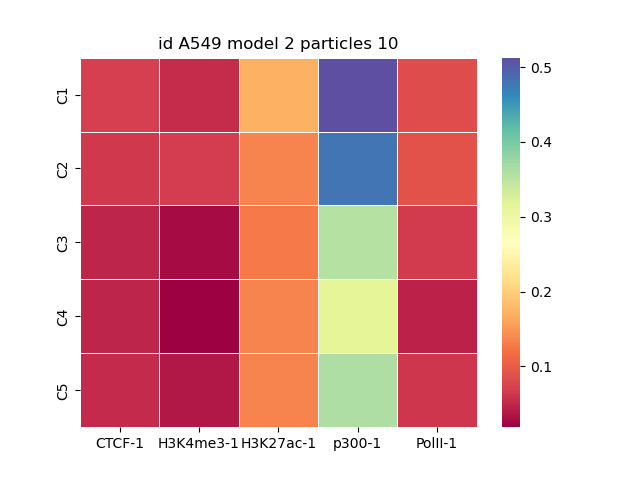 id A549 model 2 particles 10
C1
C2
C3
C4
C5
CTCF-1 H3K4me3-1 H3K27ac-1 p300-1 PolII-1
0.5
0.4
0.3
0.2
0.1